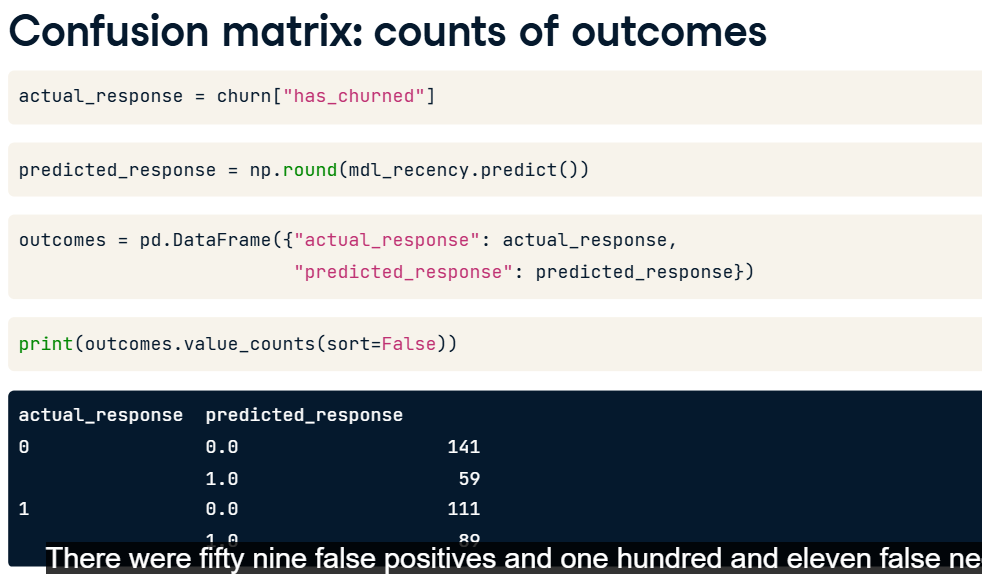 Confusion matrix: counts of outcomes
actual_response = churn["has_churned"]
predicted_response = np.round(mdl_recency.predict())
outcomes = pd.DataFrame({"actual_response": actual_response,
"predicted_response": predicted_response})
print(outcomes.value_counts(sort=False))
actual_response predicted_response
0 0.0 141
1.0 59
1 0.0 111
1.0 89
There were fifty nine false positives and one hundred and eleven false ne